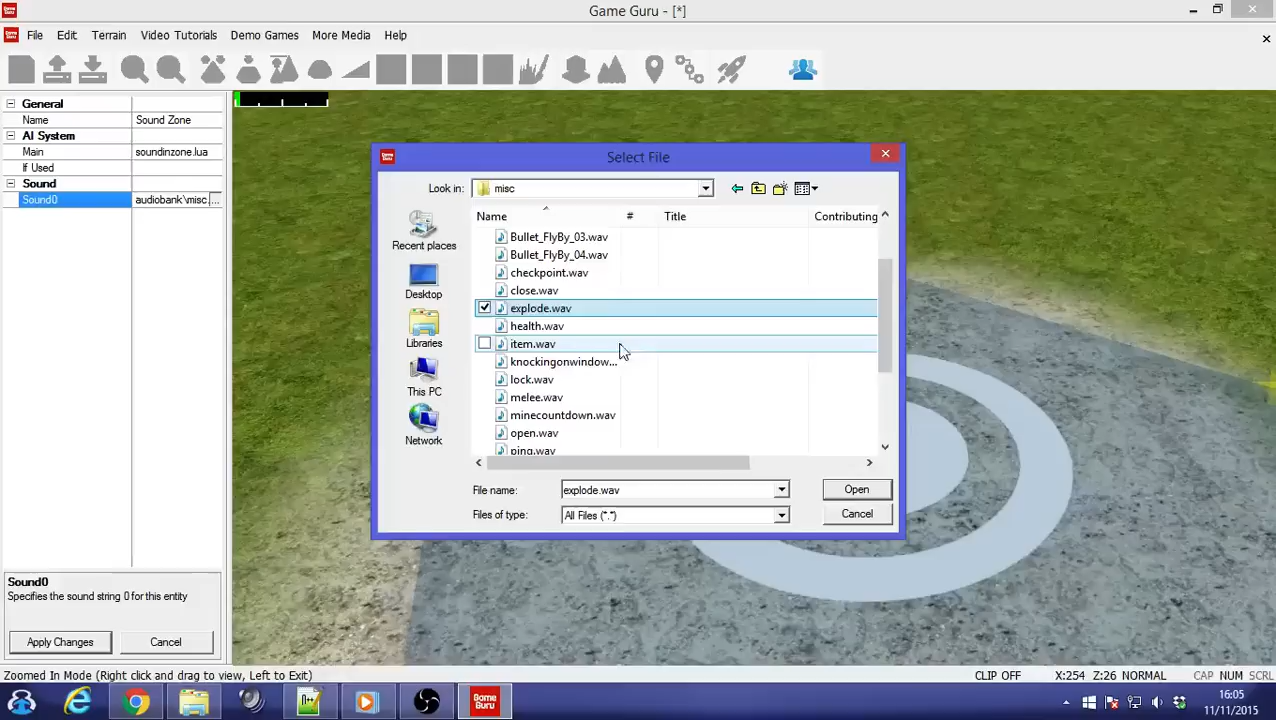 Game Guru - [*]
File Edit Terrain Video Tutorials Demo Games More Media Help
General
Name Sound Zone
AI System
Main soundinzone.lua
If Used
Sound
Sound0 audiobank\misc. ...
Select File
Look in: misc
Recent places
Desktop
Libraries
This PC
Network
Name # Title Contributing
Bullet_FlyBy_03.wav
Bullet_FlyBy_04.wav
checkpoint.wav
close.wav
explode.wav
health.wav
item.wav
knockingonwindow...
lock.wav
melee.wav
minecountdown.wav
open.wav
ping.wav
File name: explode.wav Open
Files of type: All Files (*.*) Cancel
Sound0
Specifies the sound string 0 for this entity
Apply Changes Cancel
Zoomed In Mode (Right click and drag to view, Left to Exit) CLIP OFF X:254 Z:26 NORMAL CAP NUM SCRL
16:05
11/11/2015